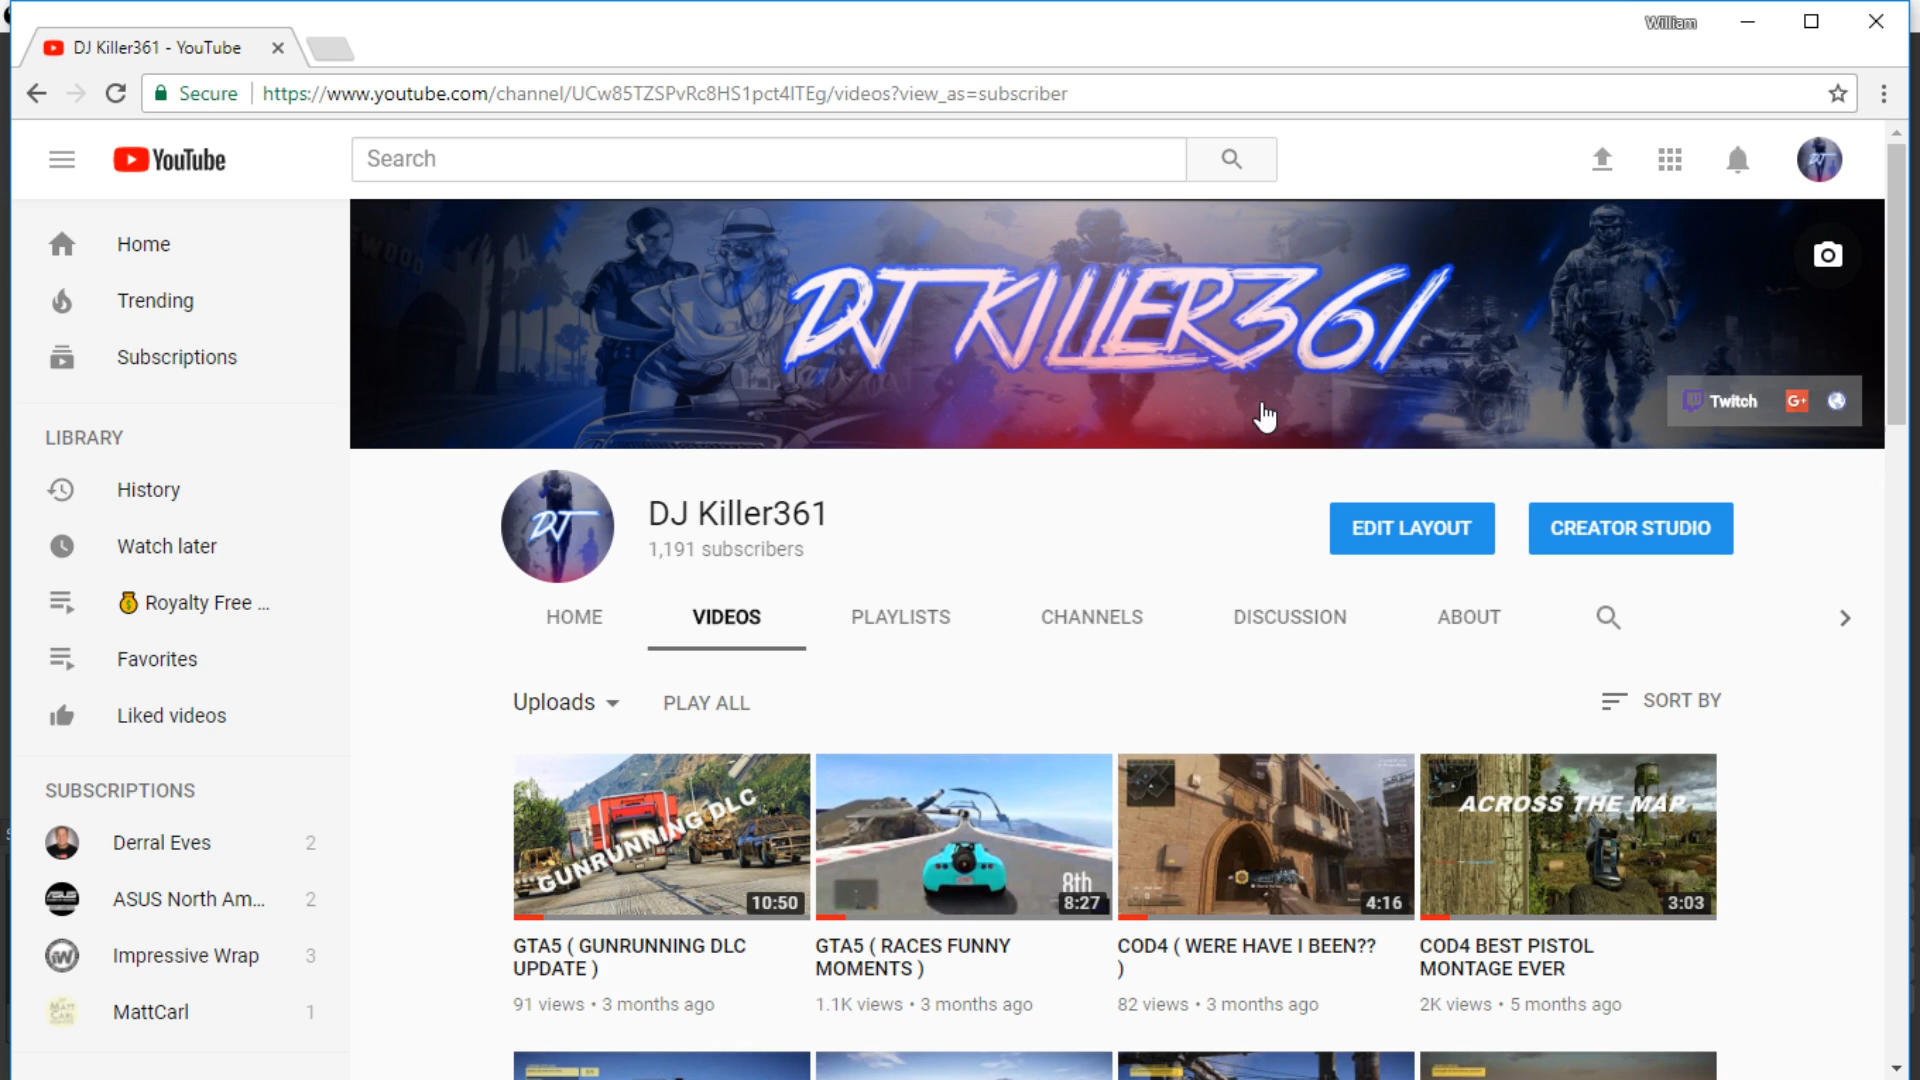 William
DJ Killer361 - YouTube
Secure https://www.youtube.com/channel/UCw85TZSPvRc8HS1pct4lTEg/videos?view_as=subscriber
YouTube
Search
DJ
Home
Trending
Subscriptions
LIBRARY
History
Watch later
Royalty Free ...
Favorites
Liked videos
SUBSCRIPTIONS
Derral Eves 2
ASUS North Am... 2
Impressive Wrap 3
MattCarl 1
DJ KILLER361
Twitch G+
DJ
DJ Killer361
1,191 subscribers
EDIT LAYOUT
CREATOR STUDIO
HOME VIDEOS PLAYLISTS CHANNELS DISCUSSION ABOUT
Uploads PLAY ALL SORT BY
GUNRUNNING DLC
10:50
8th
8:27
4:16
ACROSS THE MAP
3:03
GTA5 ( GUNRUNNING DLC
UPDATE )
91 views • 3 months ago
GTA5 ( RACES FUNNY
MOMENTS )
1.1K views • 3 months ago
COD4 ( WERE HAVE I BEEN??
)
82 views • 3 months ago
COD4 BEST PISTOL
MONTAGE EVER
2K views • 5 months ago